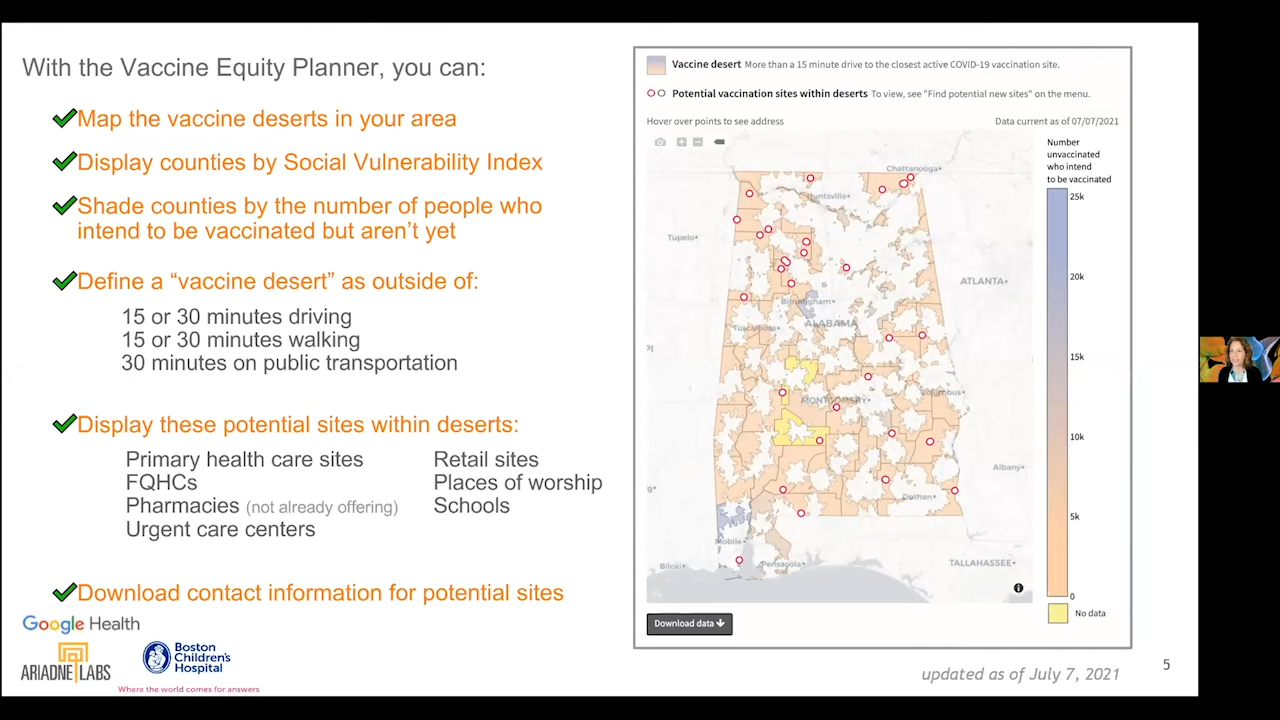 With the Vaccine Equity Planner, you can:
Map the vaccine deserts in your area
Display counties by Social Vulnerability Index
Shade counties by the number of people who
intend to be vaccinated but aren't yet
Define a “vaccine desert” as outside of:
15 or 30 minutes driving
15 or 30 minutes walking
30 minutes on public transportation
Display these potential sites within deserts:
Primary health care sites
FQHCs
Pharmacies (not already offering)
Urgent care centers
Retail sites
Places of worship
Schools
Download contact information for potential sites
Google Health
ARIADNE LABS
Boston
Children's
Hospital
Where the world comes for answers
Vaccine desert More than a 15 minute drive to the closest active COVID-19 vaccination site.
Potential vaccination sites within deserts To view, see "Find potential new sites" on the menu.
Hover over points to see address
Data current as of 07/07/2021
Number
unvaccinated
who intend
to be vaccinated
25k
20k
15k
10k
5k
0
No data
Chattanooga
Huntsville
Tupelo
ATLANTA
Birmingham
ALABAMA
Tuscaloosa
MONTGOMERY
Columbus
Albany
Dothan
Mobile
Biloxi
Pensacola
TALLAHASSEE
Download data
updated as of July 7, 2021
5